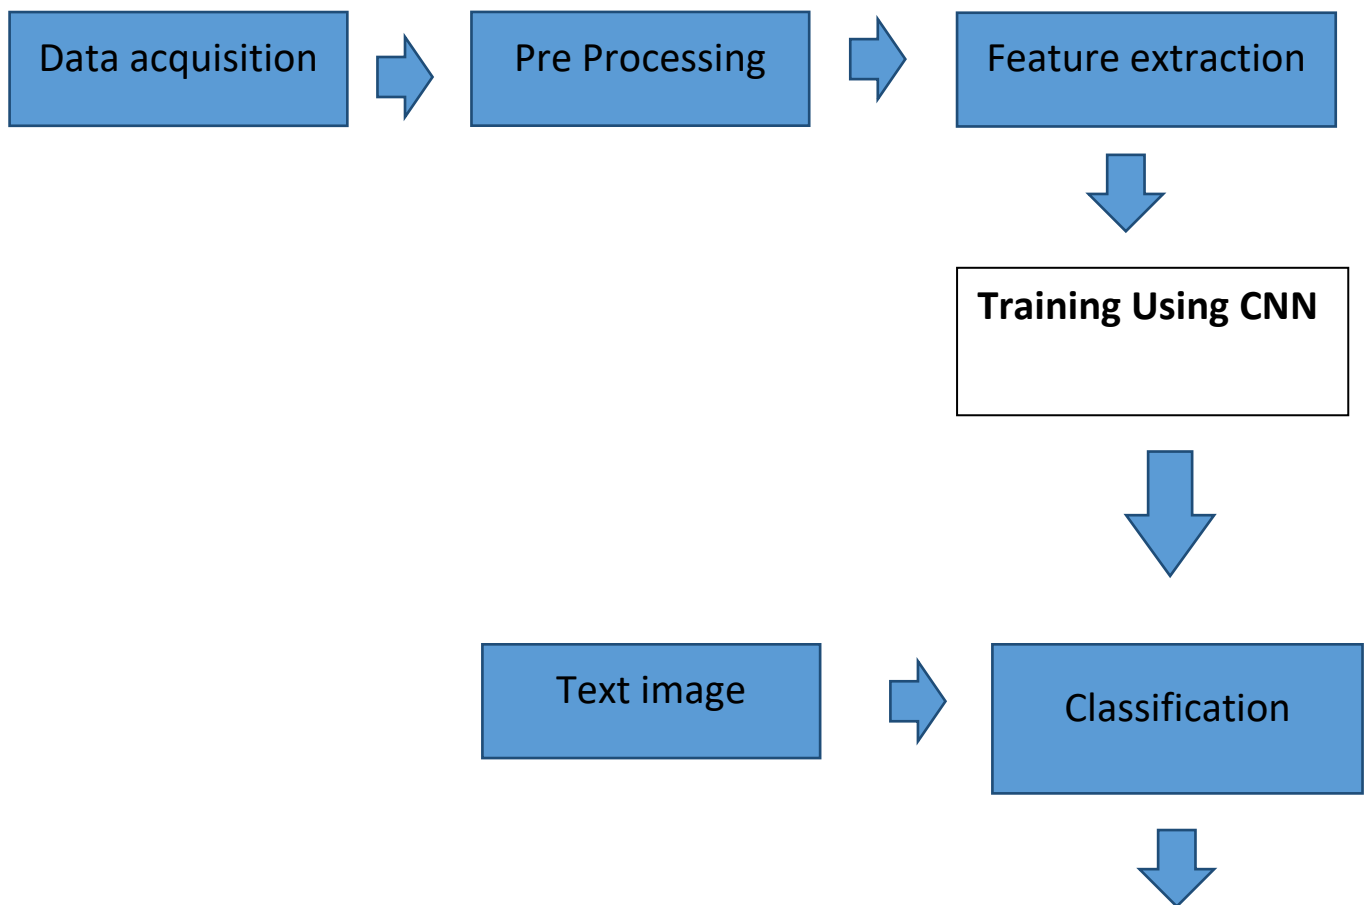 Data acquisition
Pre Processing
Feature extraction
Training Using CNN
Text image
Classification